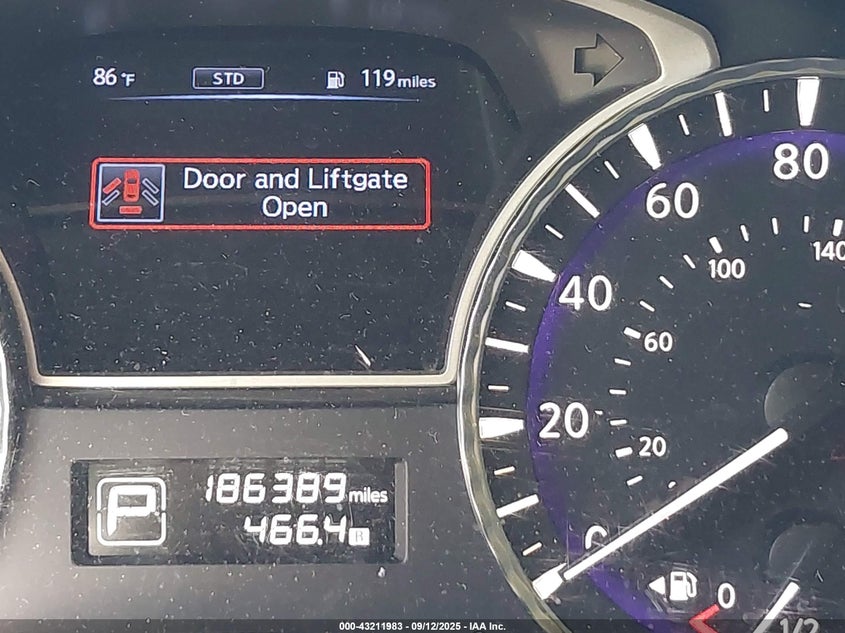 86 °F
STD
119 miles
Door and Liftgate
Open
P
186389 miles
466.4 B
80
60
40
20
140
100
60
20
0
1/2
000-43211983 - 09/12/2025 - IAA Inc.